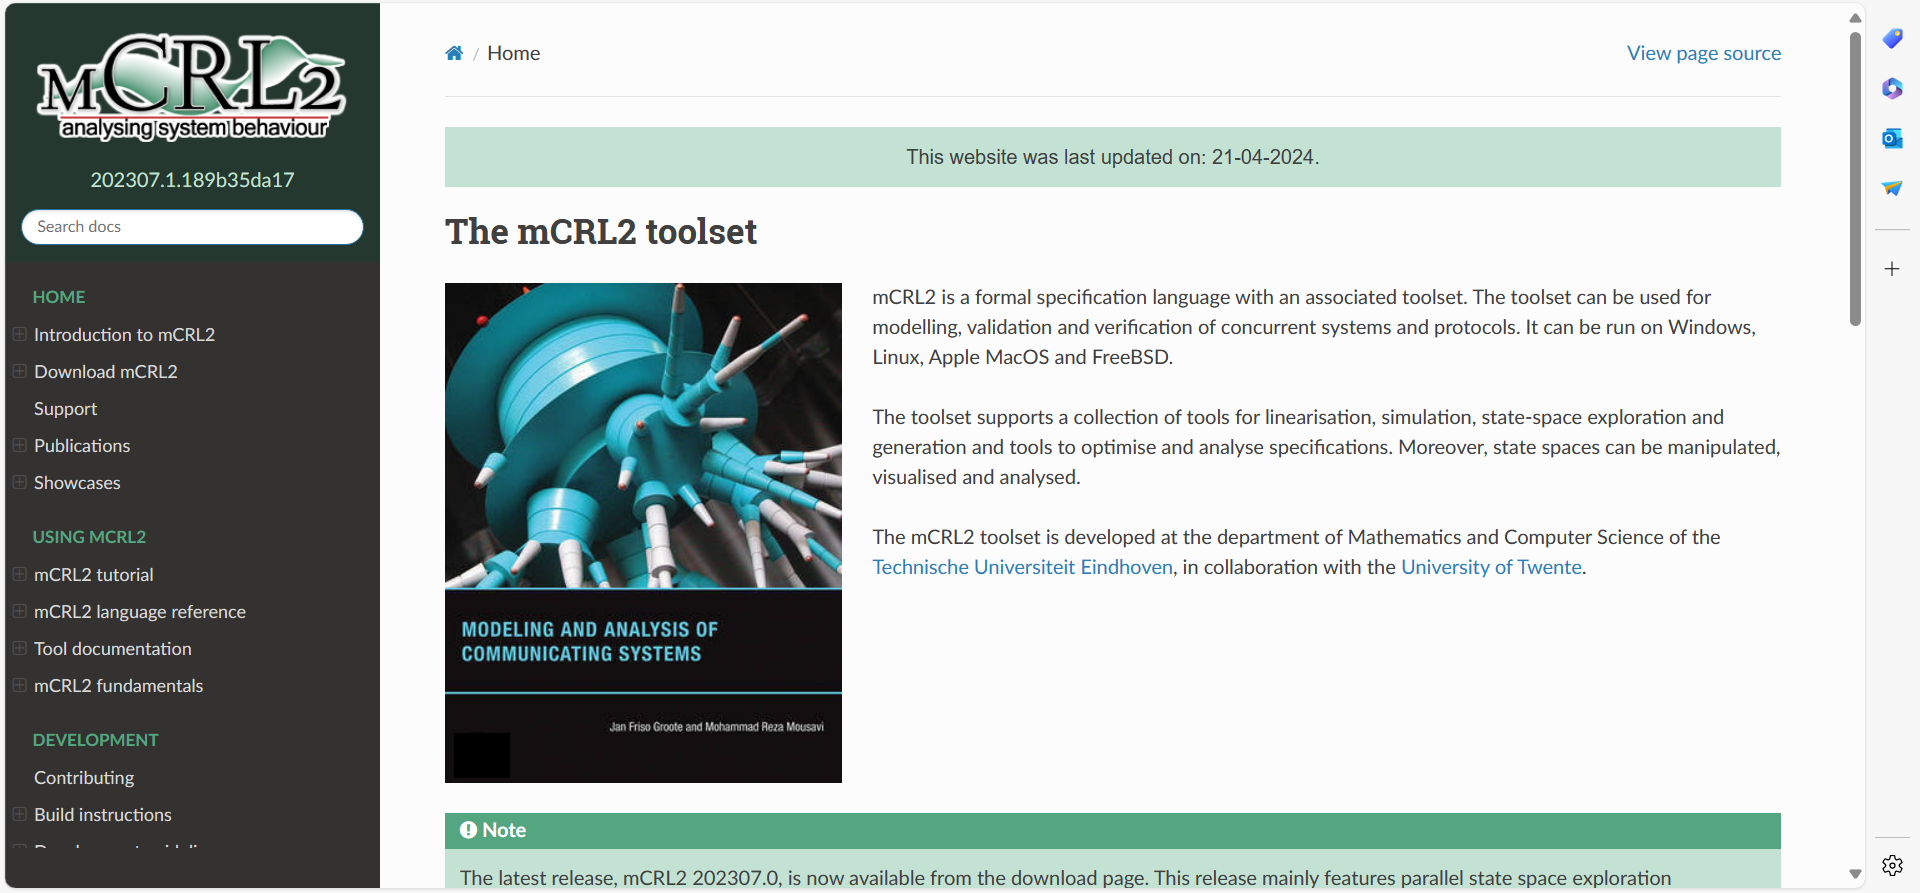 mCRL2
analysing system behaviour
202307.1.189b35da17
Search docs
HOME
Introduction to mCRL2
Download mCRL2
Support
Publications
Showcases
USING MCRL2
mCRL2 tutorial
mCRL2 language reference
Tool documentation
mCRL2 fundamentals
DEVELOPMENT
Contributing
Build instructions
/ Home
View page source
This website was last updated on: 21-04-2024.
The mCRL2 toolset
MODELING AND ANALYSIS OF
COMMUNICATING SYSTEMS
Jan Friso Groote and Mohammad Reza Mousavi
mCRL2 is a formal specification language with an associated toolset. The toolset can be used for
modelling, validation and verification of concurrent systems and protocols. It can be run on Windows,
Linux, Apple MacOS and FreeBSD.
The toolset supports a collection of tools for linearisation, simulation, state-space exploration and
generation and tools to optimise and analyse specifications. Moreover, state spaces can be manipulated,
visualised and analysed.
The mCRL2 toolset is developed at the department of Mathematics and Computer Science of the
Technische Universiteit Eindhoven, in collaboration with the University of Twente.
Note
The latest release, mCRL2 202307.0, is now available from the download page. This release mainly features parallel state space exploration